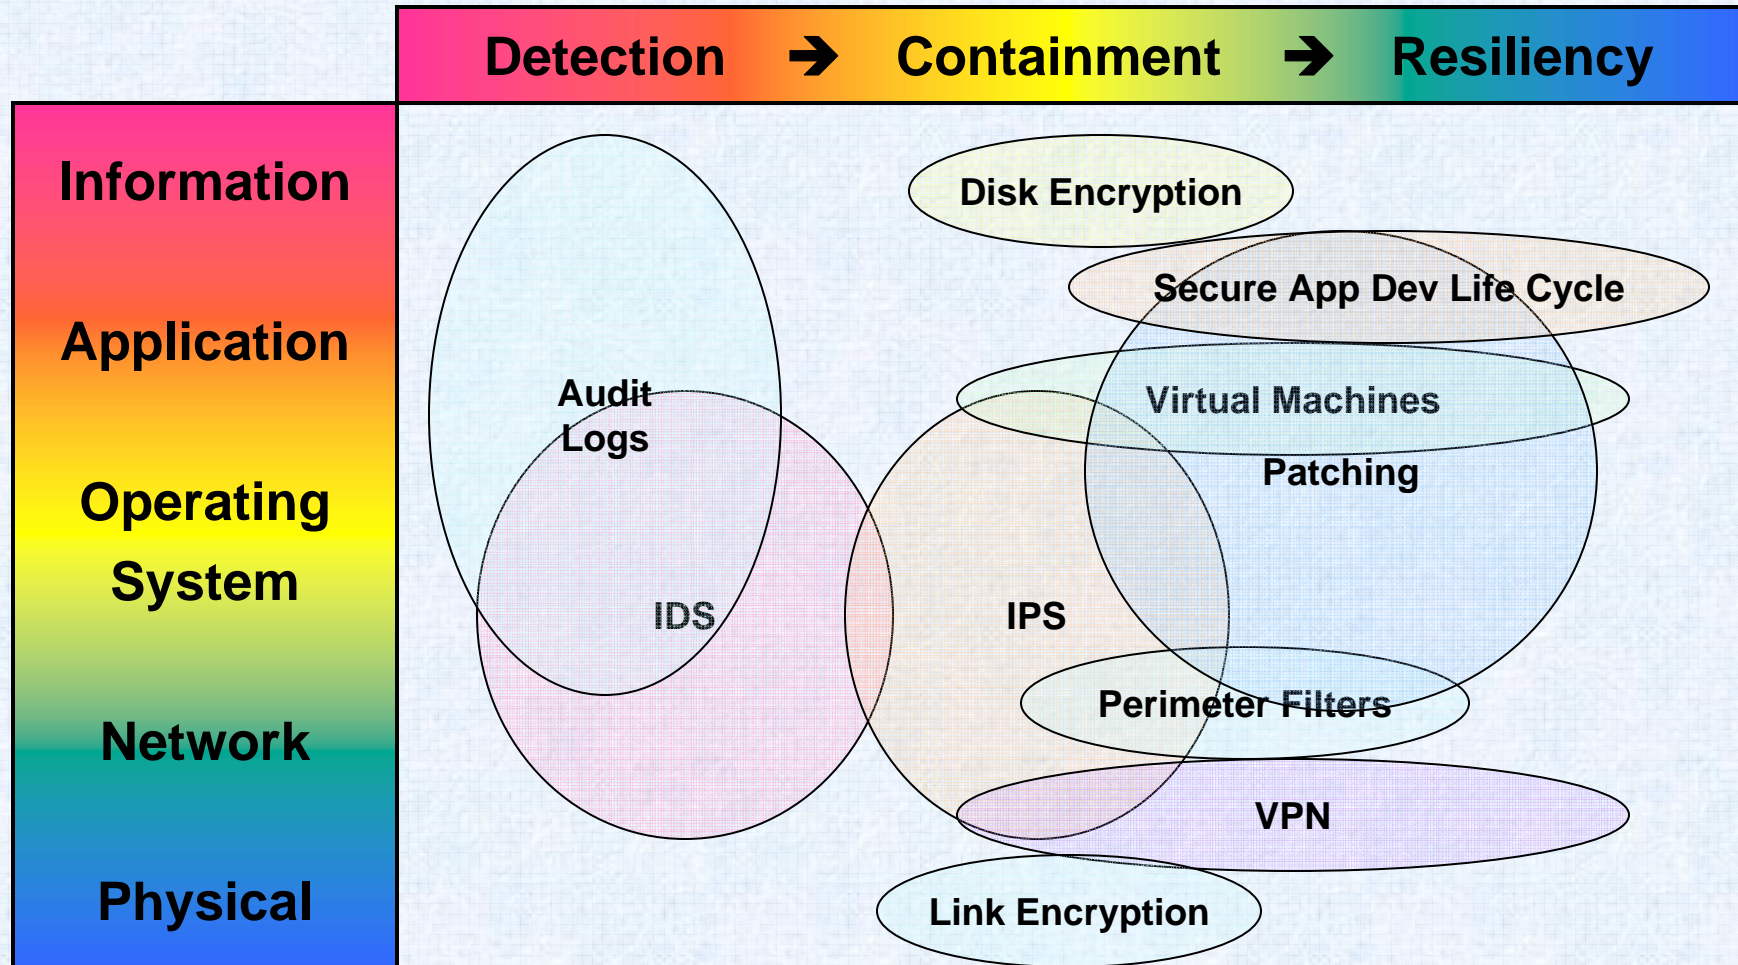 Detection ➔ Containment ➔ Resiliency
Information
Application
Operating
System
Network
Physical
Disk Encryption
Secure App Dev Life Cycle
Audit
Logs
Virtual Machines
Patching
IDS
IPS
Perimeter Filters
VPN
Link Encryption